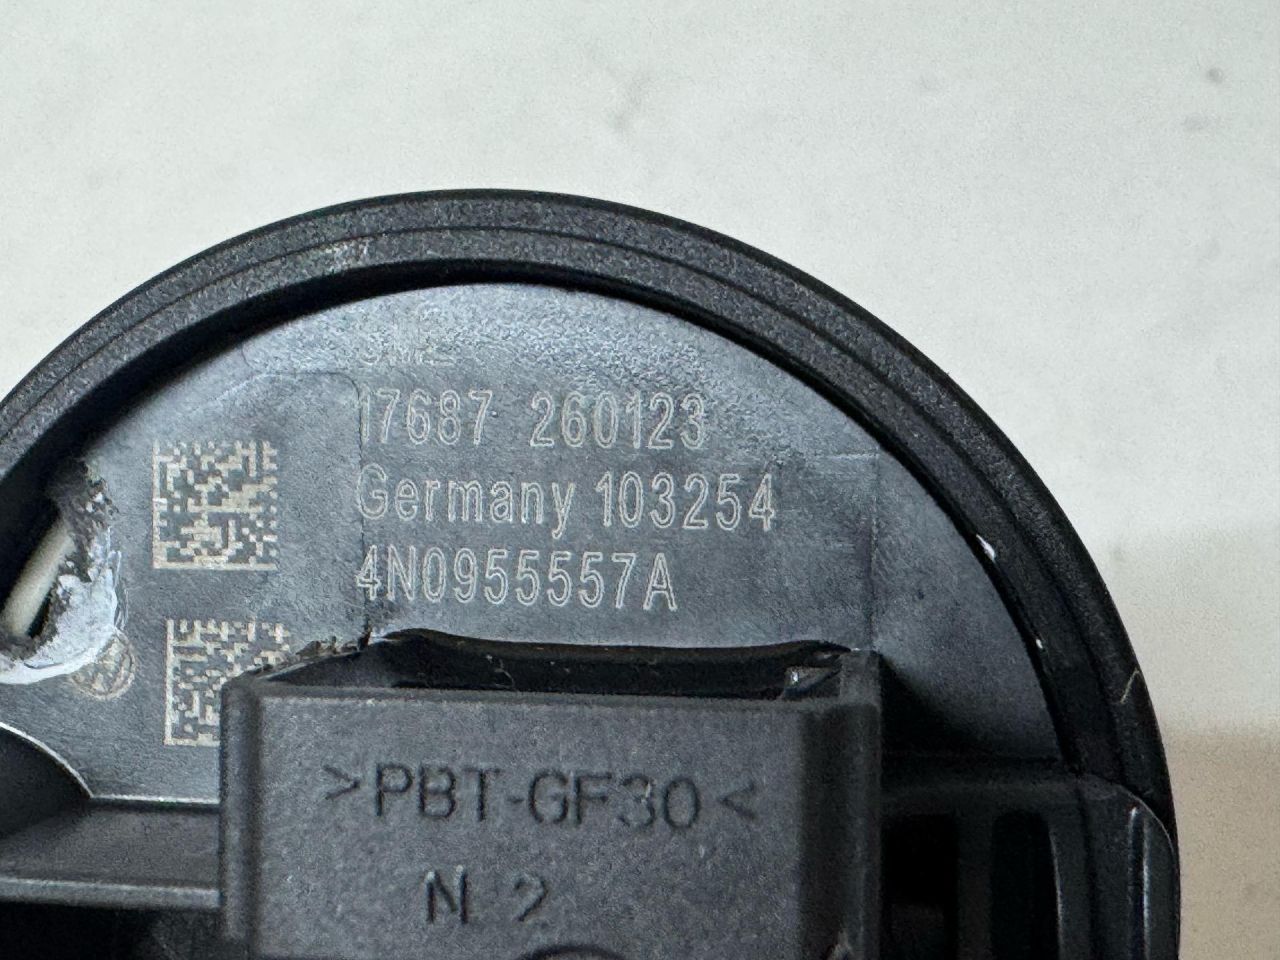 17687 260123
Germany 103254
4N0955557A
>PBT-GF30<
N 2